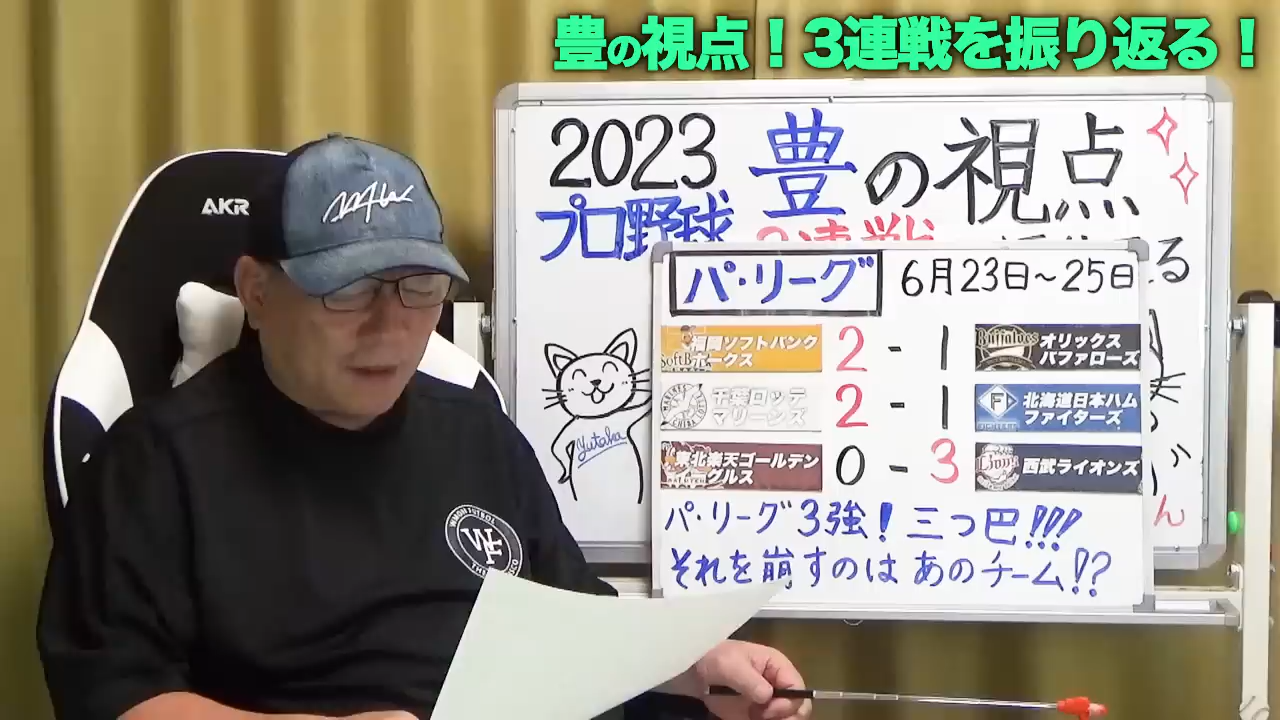 豊の視点！3連戦を振り返る！
2023 豊の視点
プロ野球 3連戦
る
パ・リーグ 6月23日〜25日
福岡ソフトバンクホークス 2 - 1 オリックスバファローズ
千葉ロッテマリーンズ 2 - 1 北海道日本ハムファイターズ
東北楽天ゴールデン グルス 0 - 3 西武ライオンズ
パ・リーグ3強！三つ巴!!!
それを崩すのはあのチーム!?
Yutaka
AKR
WF